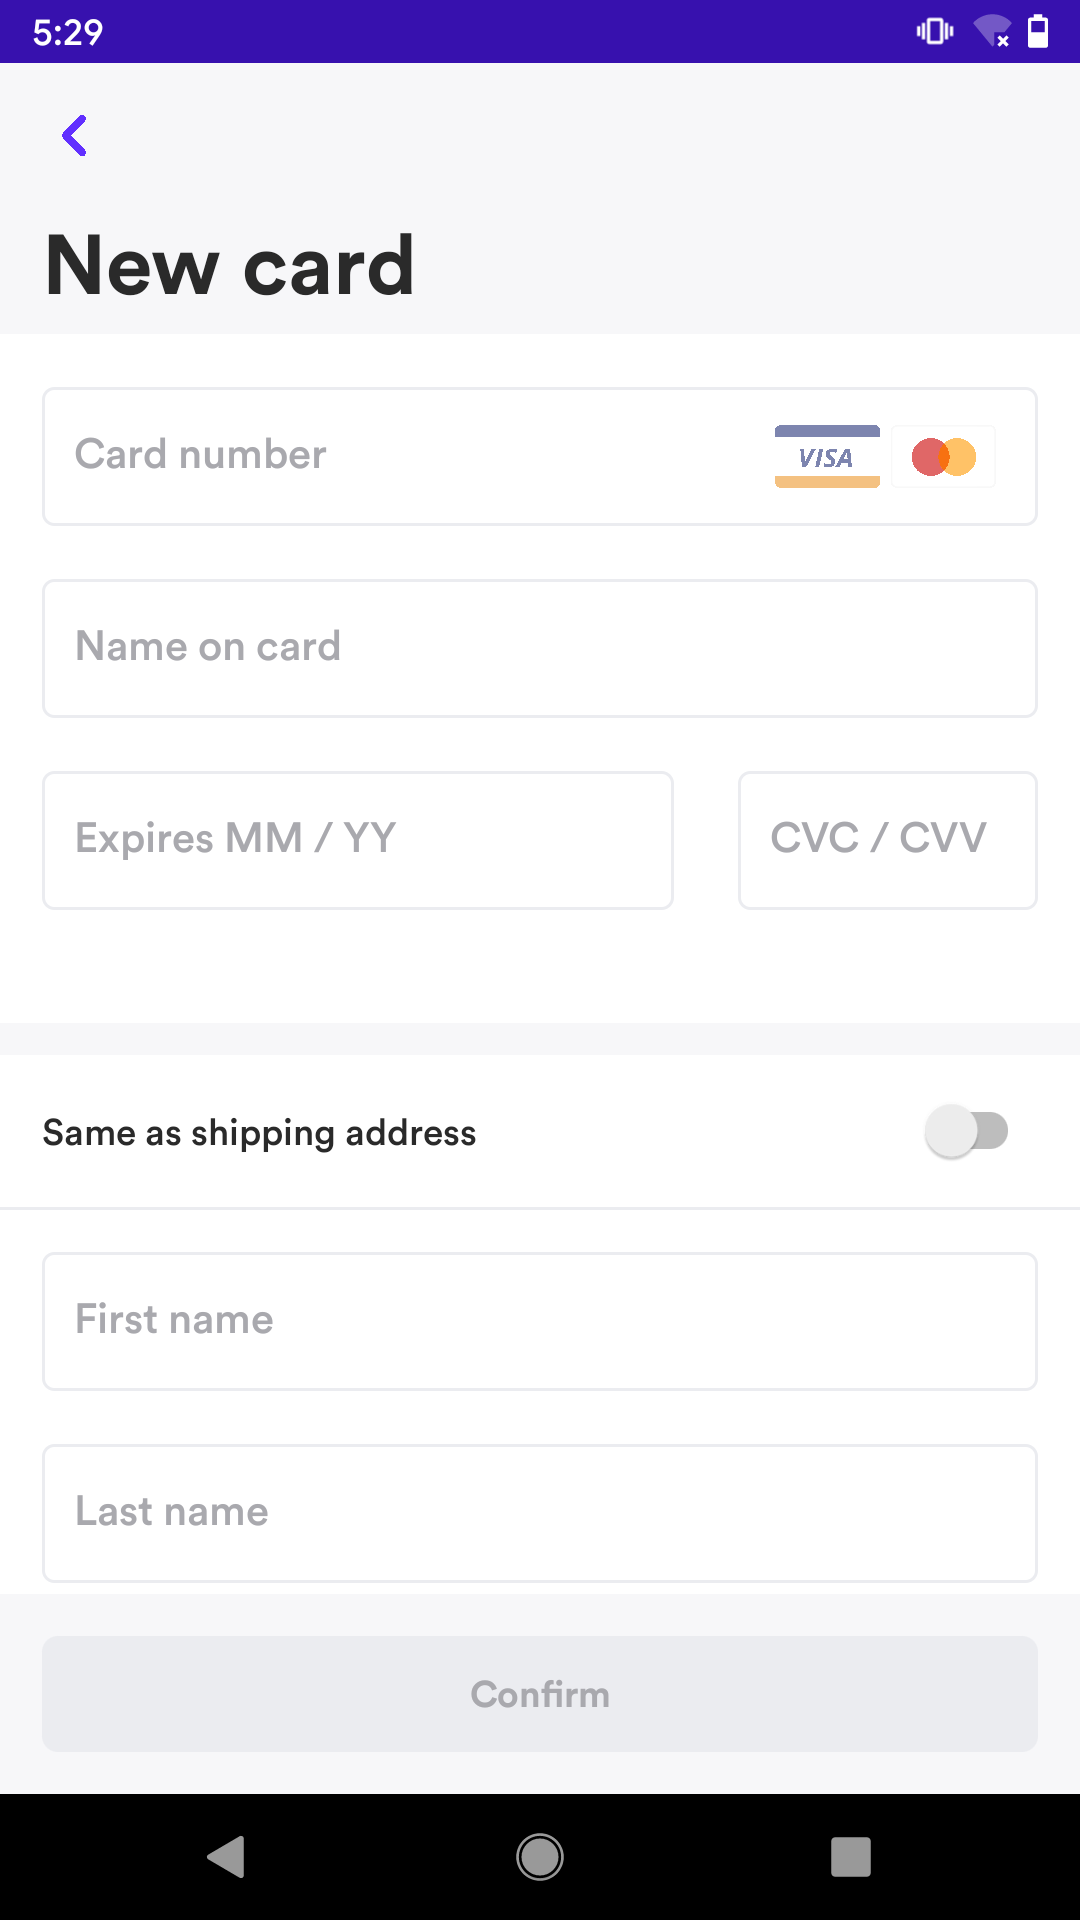 5:29
New card
Card number
VISA
Name on card
Expires MM / YY
CVC / CVV
Same as shipping address
First name
Last name
Confirm